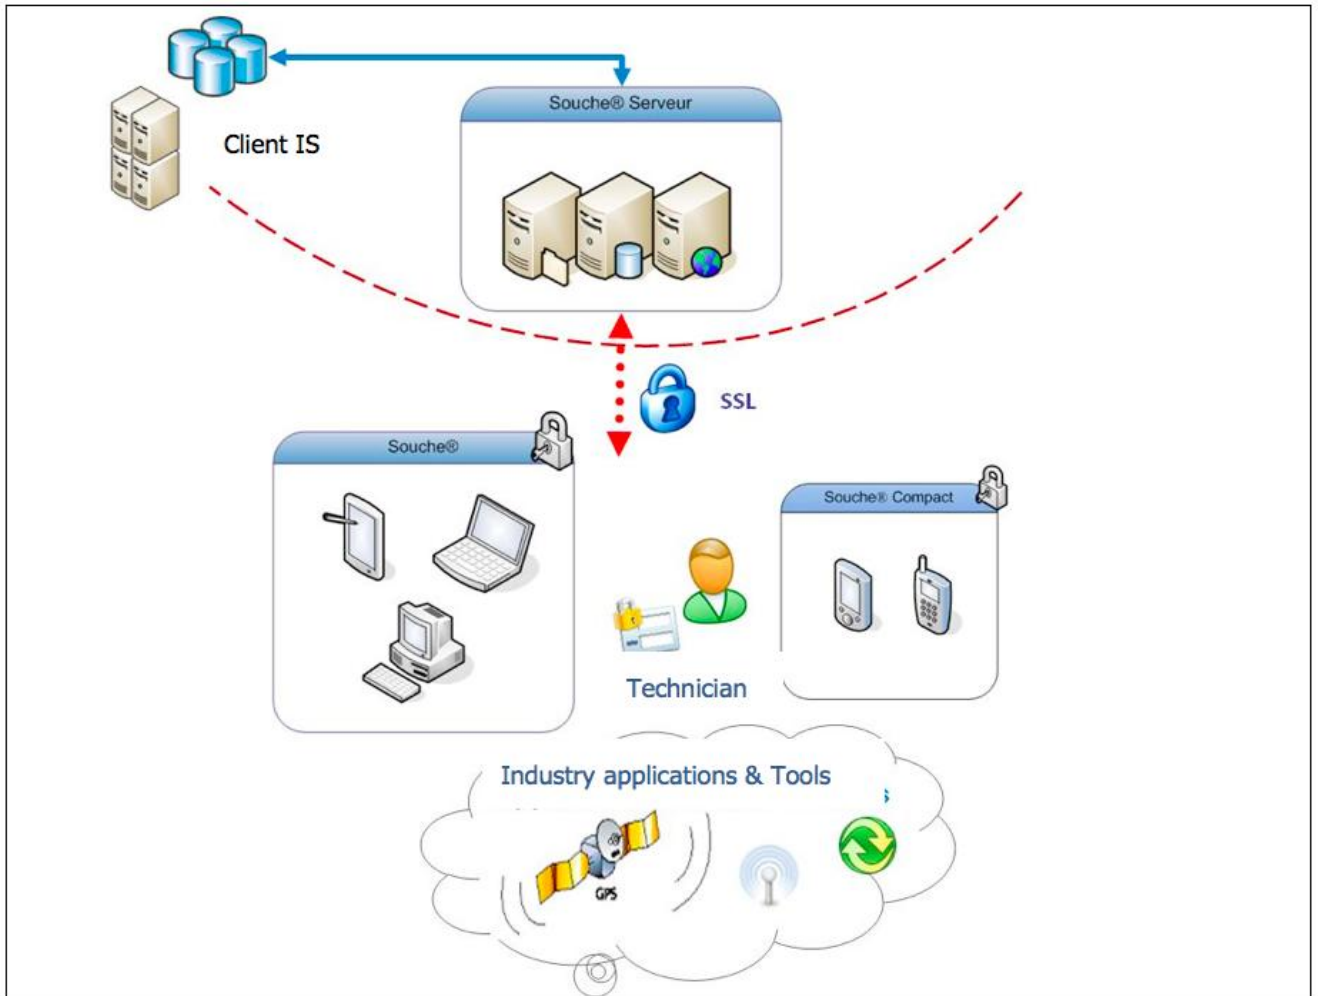 Souche® Serveur
Client IS
SSL
Souche®
Souche® Compact
Technician
Industry applications & Tools
s
GPS